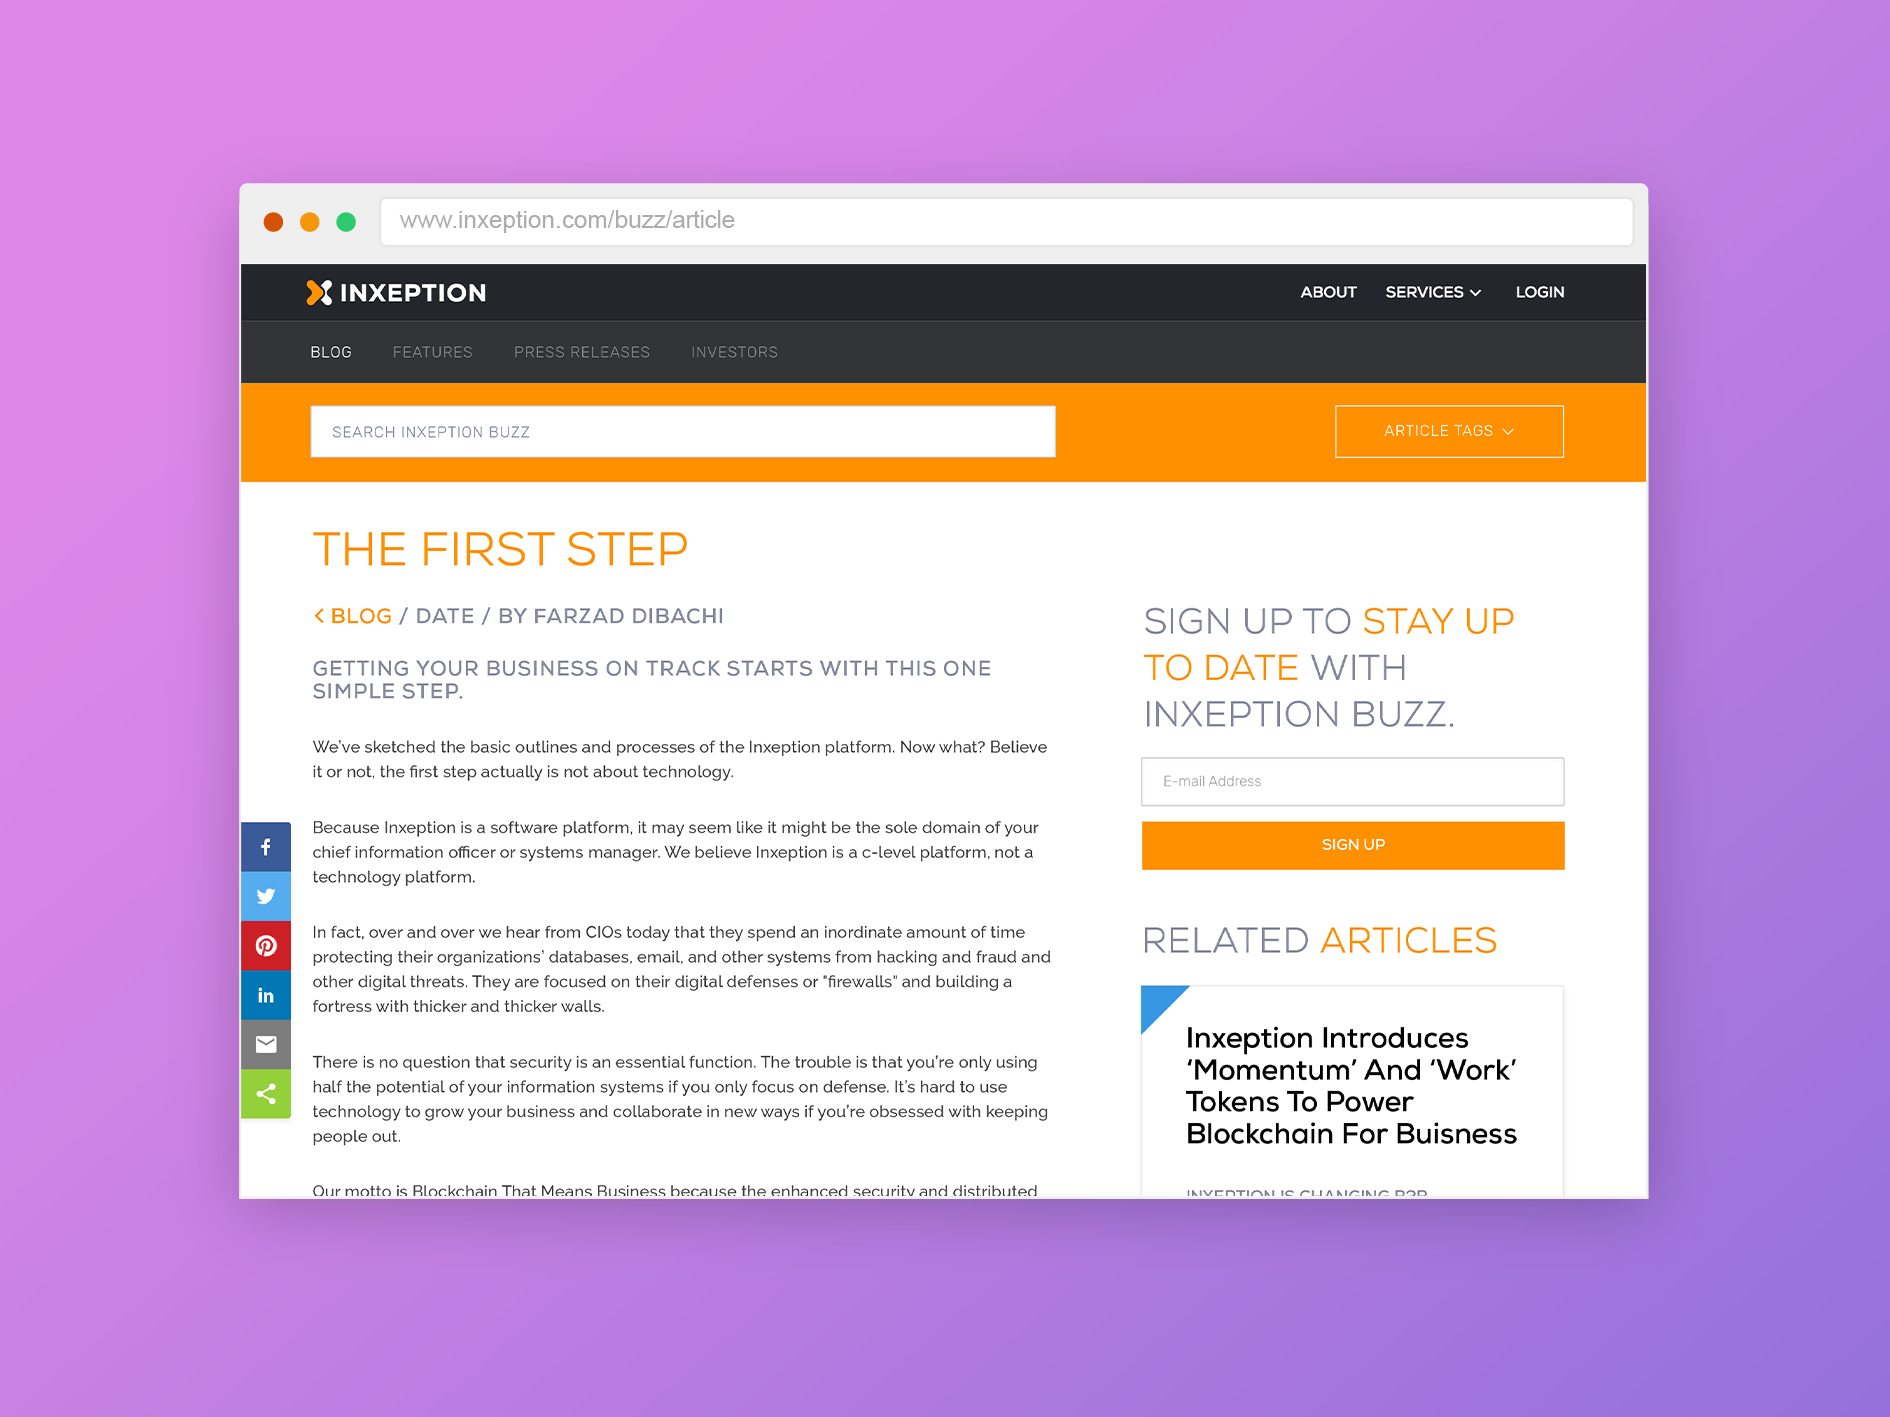 www.inxeption.com/buzz/article
INXEPTION
ABOUT SERVICES LOGIN
BLOG FEATURES PRESS RELEASES INVESTORS
SEARCH INXEPTION BUZZ
ARTICLE TAGS
THE FIRST STEP
< BLOG / DATE / BY FARZAD DIBACHI
GETTING YOUR BUSINESS ON TRACK STARTS WITH THIS ONE
SIMPLE STEP.
We've sketched the basic outlines and processes of the Inxeption platform. Now what? Believe
it or not, the first step actually is not about technology.
Because Inxeption is a software platform, it may seem like it might be the sole domain of your
chief information officer or systems manager. We believe Inxeption is a c-level platform, not a
technology platform.
In fact, over and over we hear from CIOs today that they spend an inordinate amount of time
protecting their organizations' databases, email, and other systems from hacking and fraud and
other digital threats. They are focused on their digital defenses or "firewalls" and building a
fortress with thicker and thicker walls.
There is no question that security is an essential function. The trouble is that you're only using
half the potential of your information systems if you only focus on defense. It's hard to use
technology to grow your business and collaborate in new ways if you're obsessed with keeping
people out.
Our motto is Blockchain That Means Business because the enhanced security and distributed
SIGN UP TO STAY UP
TO DATE WITH
INXEPTION BUZZ.
E-mail Address
SIGN UP
RELATED ARTICLES
Inxeption Introduces
‘Momentum’ And ‘Work’
Tokens To Power
Blockchain For Buisness
INXEPTION IS CHANGING B2B